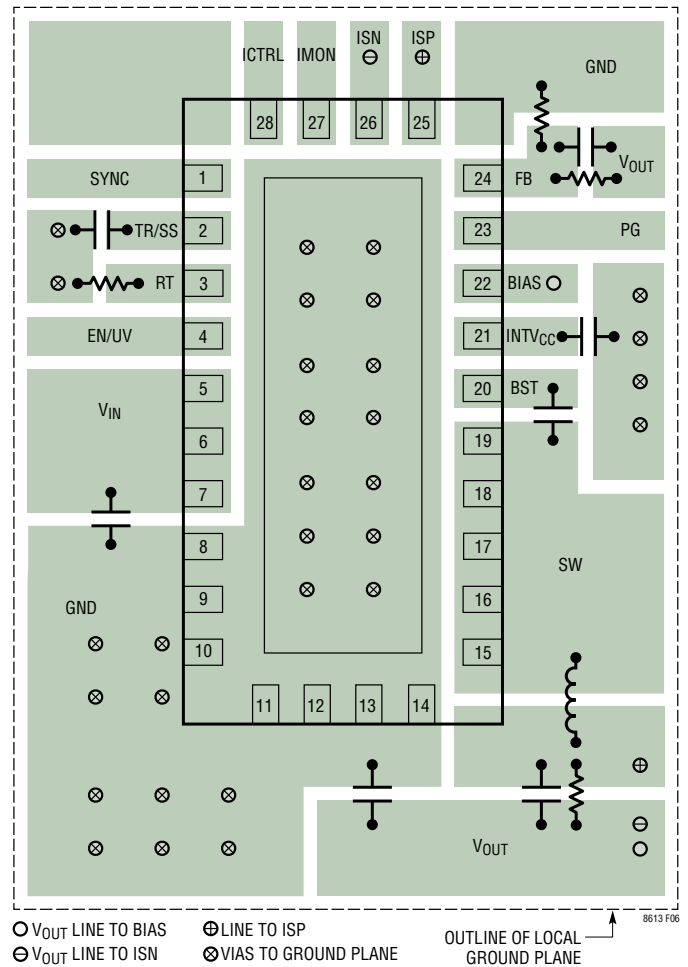 ICTRL IMON ISN ISP
GND
28 27 26 25
SYNC 1 24 FB VOUT
TR/SS 2 23 PG
RT 3 22 BIAS
EN/UV 4 21 INTVCC
5 20 BST
VIN
6 19
7 18
8 17
SW
9 16
GND
10 15
11 12 13 14
VOUT
8613 F06
VOUT LINE TO BIAS LINE TO ISP
VOUT LINE TO ISN VIAS TO GROUND PLANE
OUTLINE OF LOCAL
GROUND PLANE